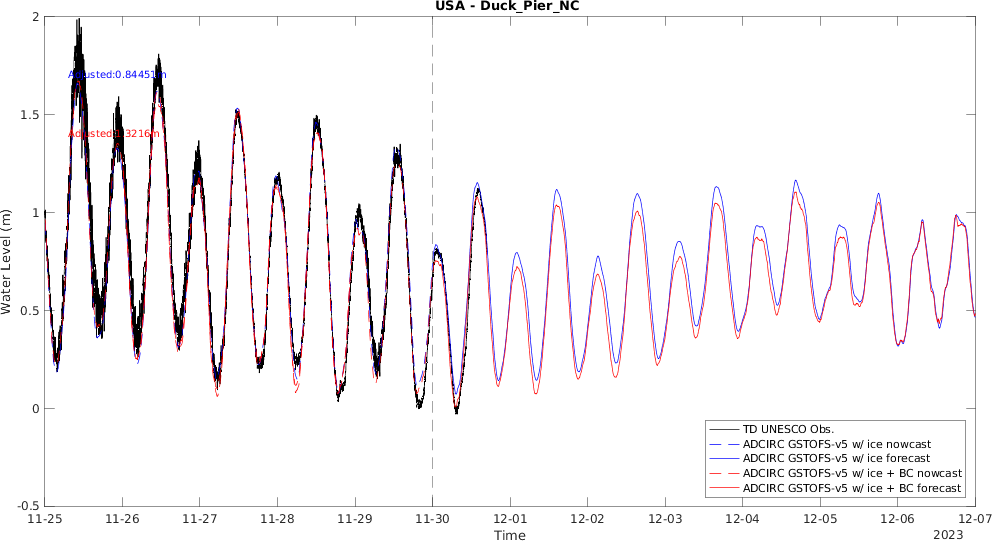 USA - Duck_Pier_NC
2
Adjusted:0.84451m
1.5
1
Water Level (m)
0.5
0
TD UNESCO Obs.
ADCIRC GSTOFS-v5 w/ ice nowcast
ADCIRC GSTOFS-v5 w/ ice forecast
ADCIRC GSTOFS-v5 w/ ice + BC nowcast
ADCIRC GSTOFS-v5 w/ ice + BC forecast
-0.5
11-25 11-26 11-27 11-28 11-29 11-30 12-01 12-02 12-03 12-04 12-05 12-06 12-07
Time
2023